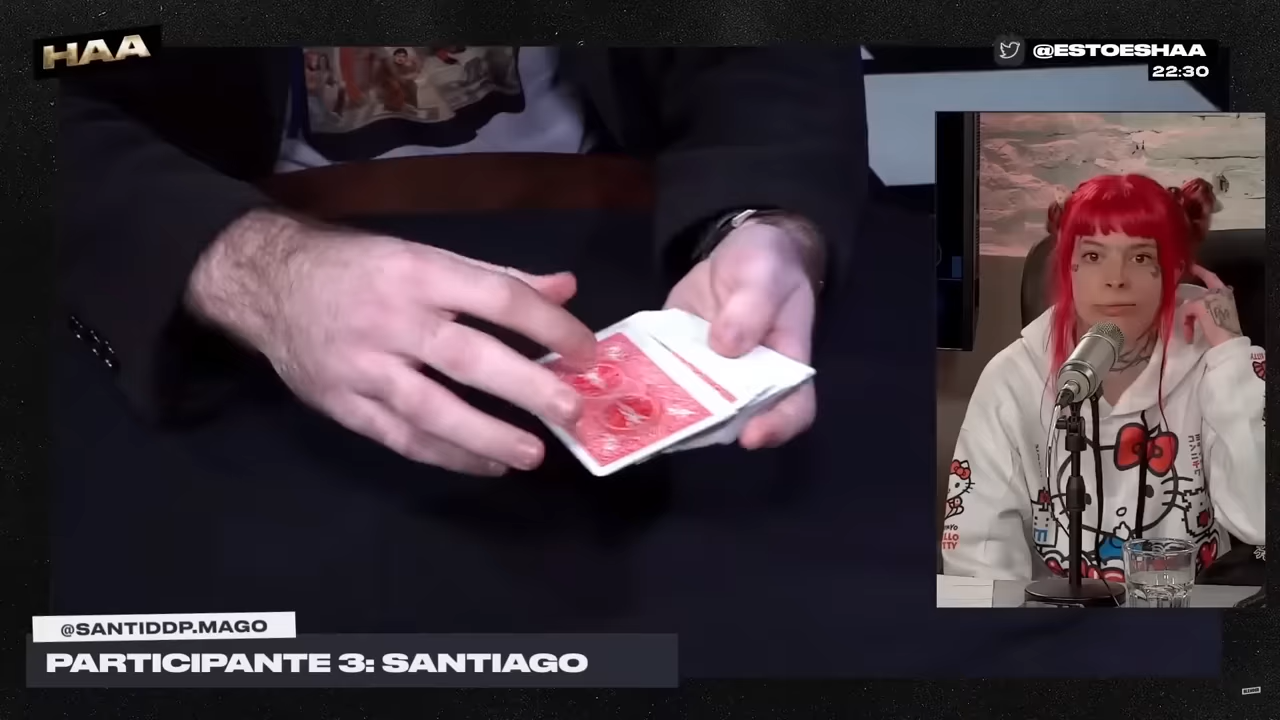 HAA
@ESTOESHAA
22:30
@SANTIDDP.MAGO
PARTICIPANTE 3: SANTIAGO